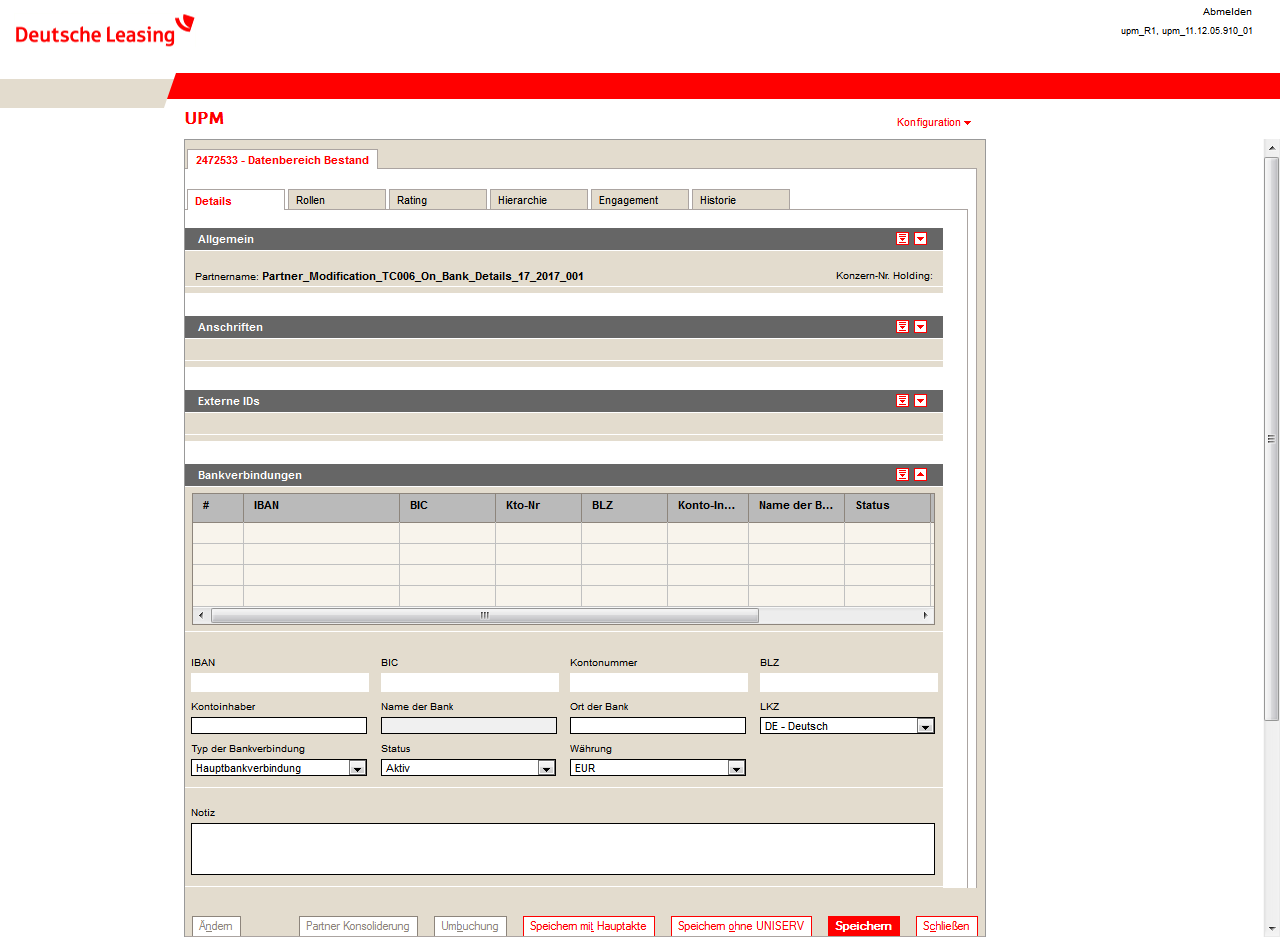 Deutsche Leasing
Abmelden
upm_R1, upm_11.12.05.910_01
UPM
Konfiguration
2472533 - Datenbereich Bestand
Details Rollen Rating Hierarchie Engagement Historie
Allgemein
Partnername: Partner_Modification_TC006_On_Bank_Details_17_2017_001 Konzern-Nr. Holding:
Anschriften
Externe IDs
Bankverbindungen
# IBAN BIC Kto-Nr BLZ Konto-In... Name der B... Status
IBAN BIC Kontonummer BLZ
Kontoinhaber Name der Bank Ort der Bank LKZ
DE - Deutsch
Typ der Bankverbindung Status Währung
Hauptbankverbindung Aktiv EUR
Notiz
Ändern Partner Konsolidierung Umbuchung Speichern mit Hauptakte Speichern ohne UNISERV Speichern Schließen